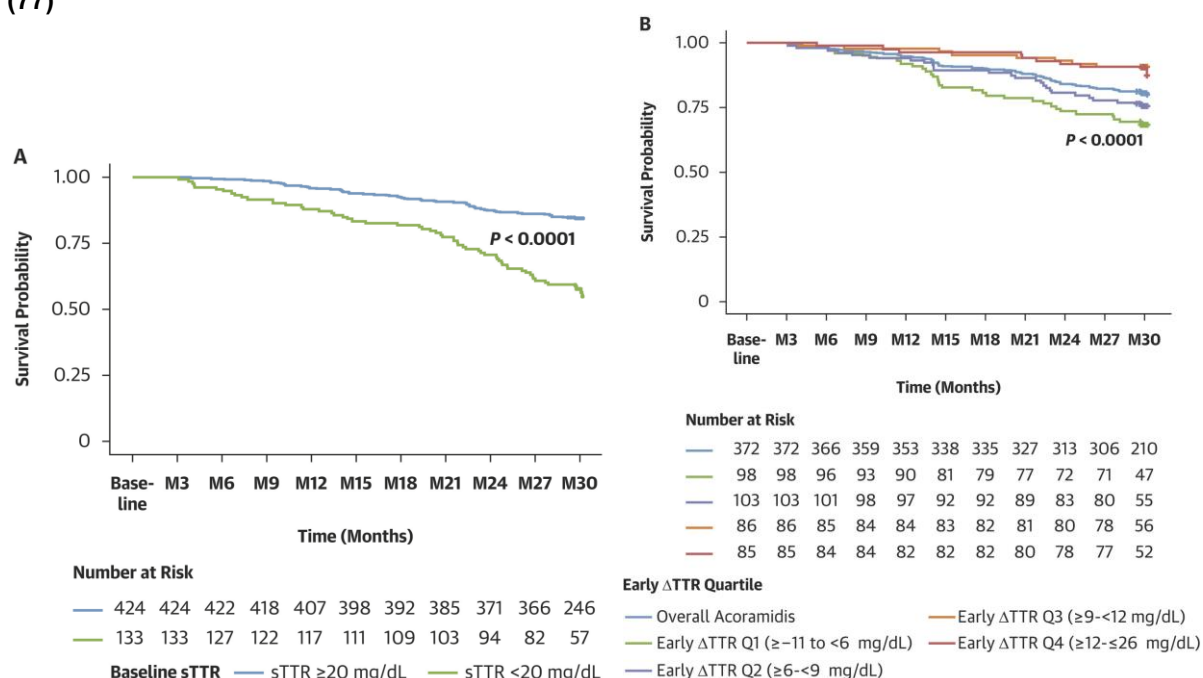 (77)
A
Survival Probability
1.00
0.75
0.50
0.25
0
P < 0.0001
Base-
line
M3 M6 M9 M12 M15 M18 M21 M24 M27 M30
Time (Months)
Number at Risk
424 424 422 418 407 398 392 385 371 366 246
133 133 127 122 117 111 109 103 94 82 57
Baseline sTTR sTTR ≥20 mg/dL sTTR <20 mg/dL
B
Survival Probability
1.00
0.75
0.50
0.25
0
P < 0.0001
Base-
line
M3 M6 M9 M12 M15 M18 M21 M24 M27 M30
Time (Months)
Number at Risk
372 372 366 359 353 338 335 327 313 306 210
98 98 96 93 90 81 79 77 72 71 47
103 103 101 98 97 92 92 89 83 80 55
86 86 85 84 84 83 82 81 80 78 56
85 85 84 84 82 82 82 80 78 77 52
Early ΔTTR Quartile
Overall Acoramidis
Early ΔTTR Q1 (≥−11 to <6 mg/dL)
Early ΔTTR Q2 (≥6-<9 mg/dL)
Early ΔTTR Q3 (≥9-<12 mg/dL)
Early ΔTTR Q4 (≥12-≤26 mg/dL)